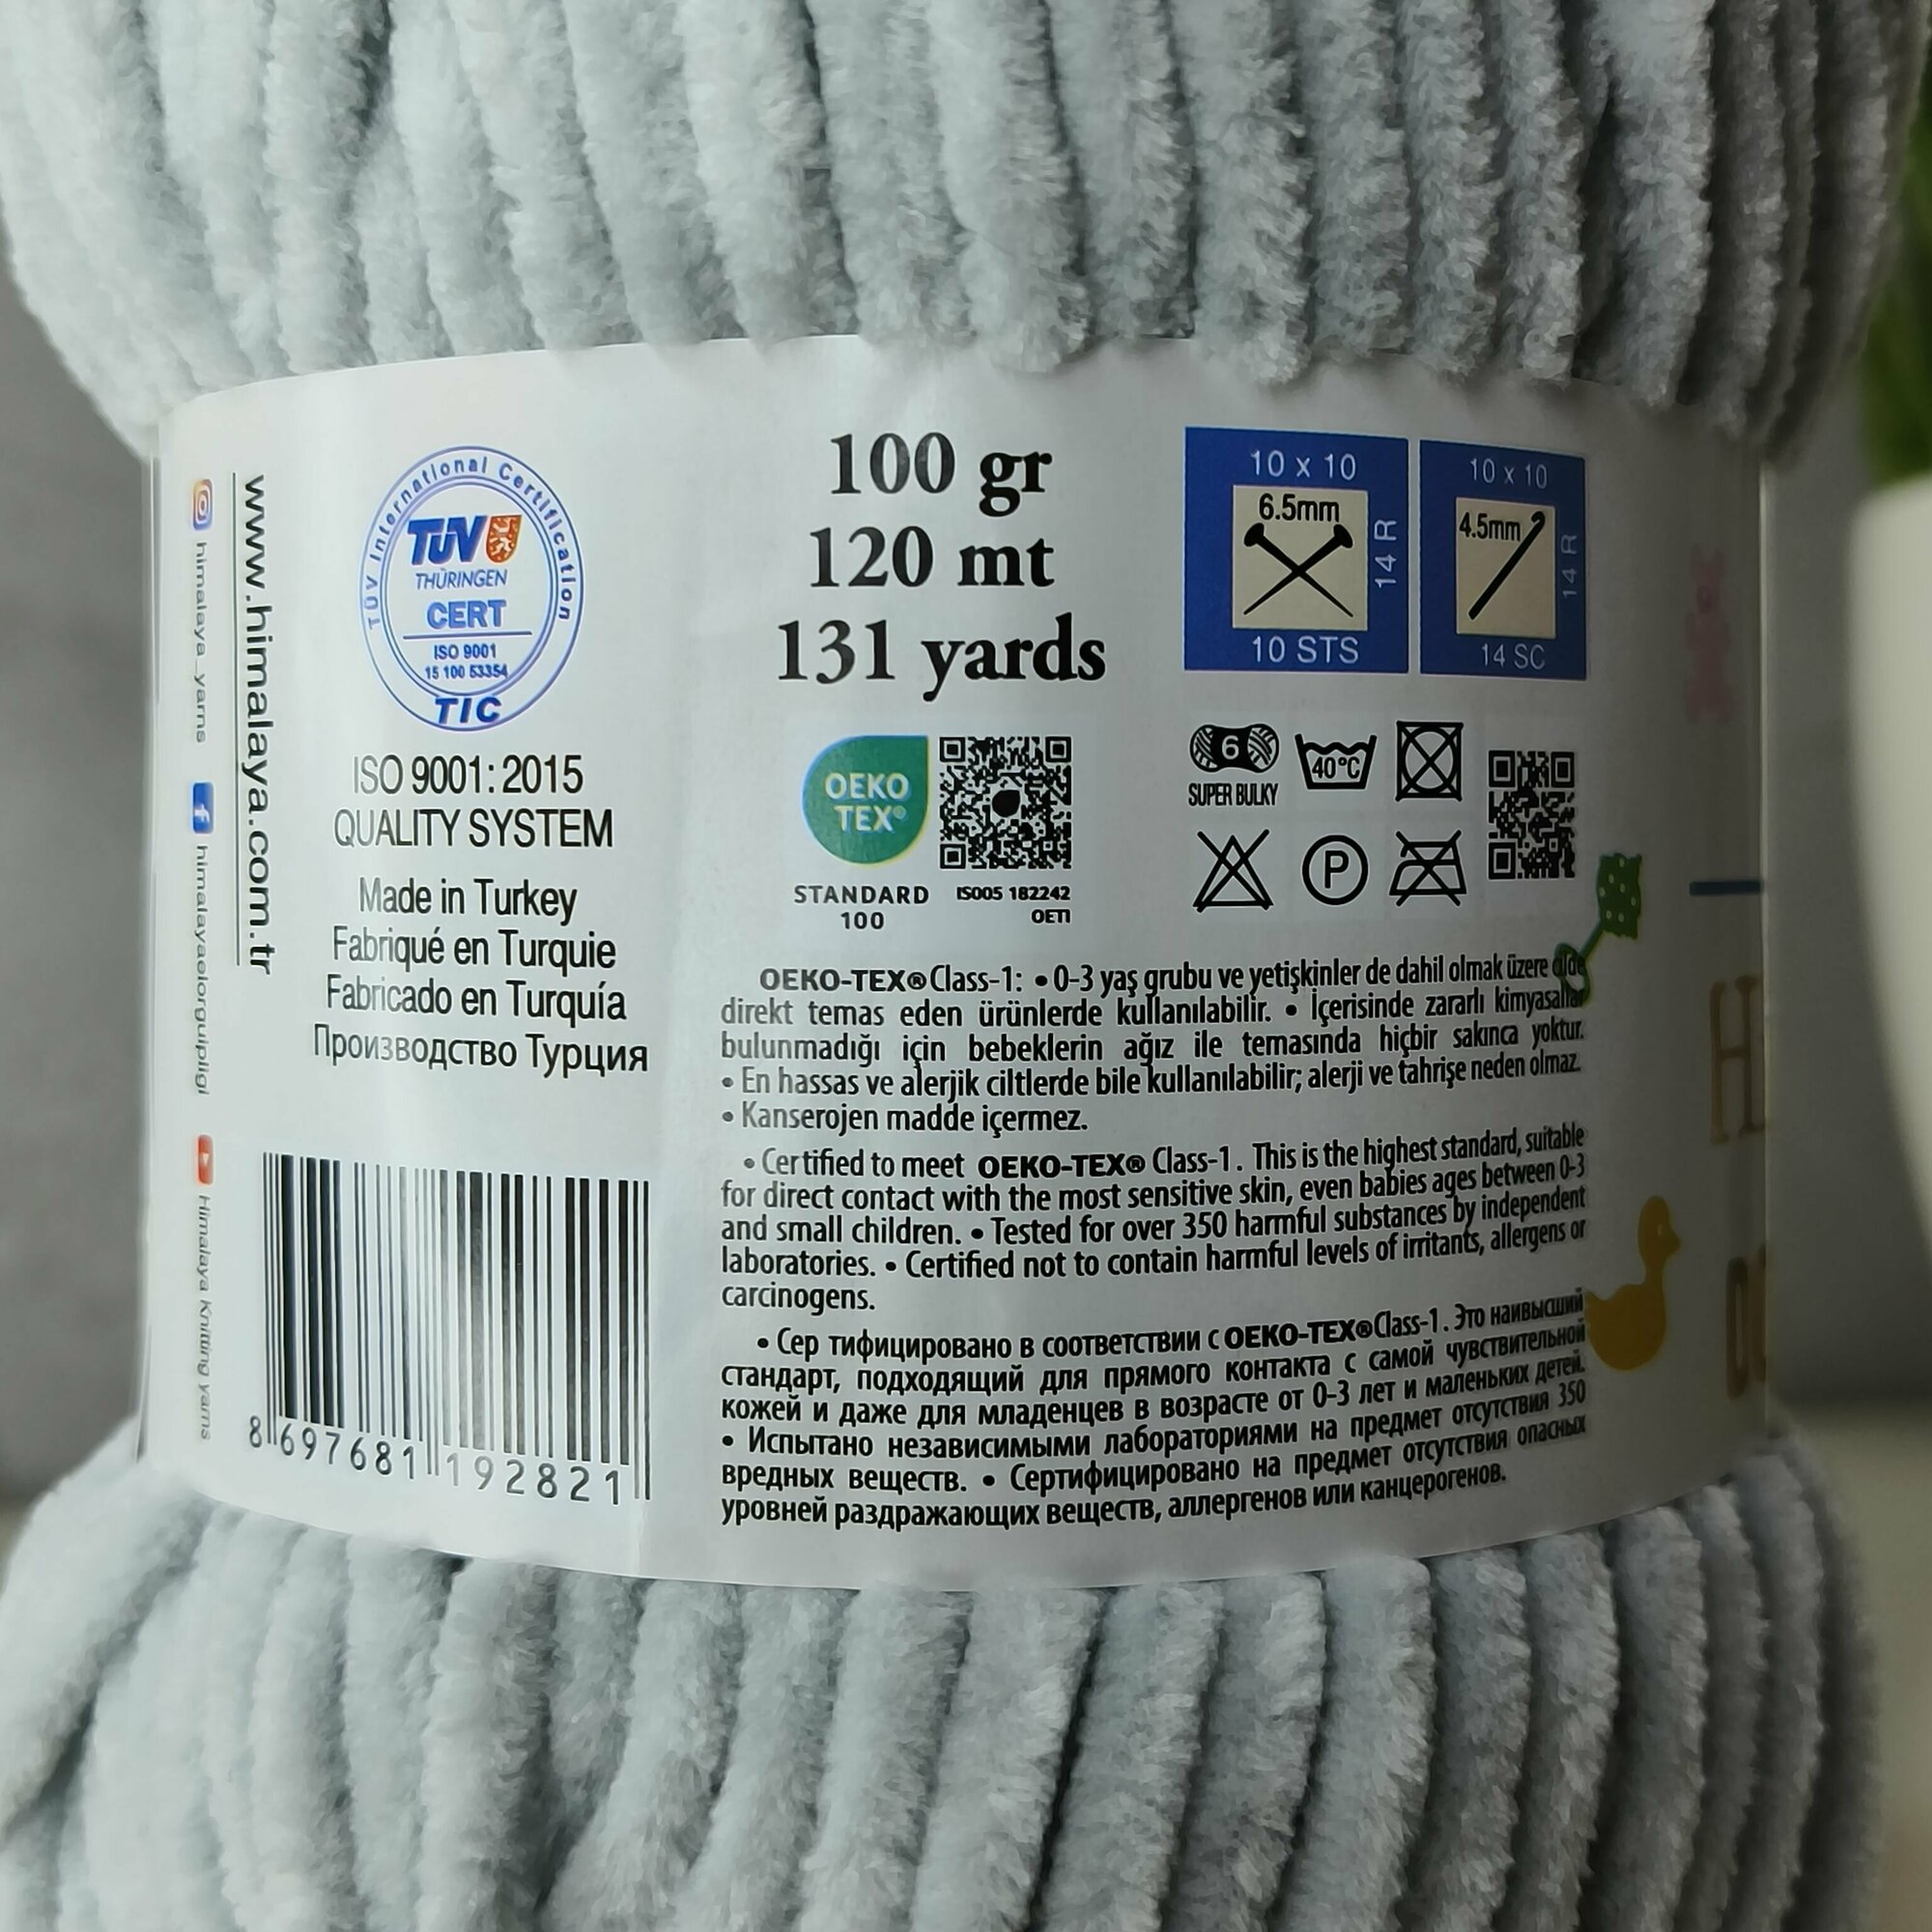 himalaya_yarns
himalayaelorguipligi
Himalaya Knitting yarns
www.himalaya.com.tr
TÜV International Certification
TÜV
THÜRINGEN
CERT
ISO 9001
15 100 53354
TIC
ISO 9001:2015
QUALITY SYSTEM
Made in Turkey
Fabriqué en Turquie
Fabricado en Turquía
Производство Турция
8 697681 192821
100 gr
120 mt
131 yards
10 x 10
6.5mm
14 R
10 STS
10 x 10
4.5mm
14 R
14 SC
OEKO
TEX®
STANDARD
100
IS005 182242
OETI
6
SUPER BULKY
40°C
P
OEKO-TEX® Class-1: • 0-3 yaş grubu ve yetişkinler de dahil olmak üzere
direkt temas eden ürünlerde kullanılabilir. • İçerisinde zararlı kimyasallar
bulunmadığı için bebeklerin ağız ile temasında hiçbir sakınca yoktur.
• En hassas ve alerjik ciltlerde bile kullanılabilir; alerji ve tahrişe neden olmaz.
• Kanserojen madde içermez.
• Certified to meet OEKO-TEX® Class-1. This is the highest standard, suitable
for direct contact with the most sensitive skin, even babies ages between 0-3
and small children. • Tested for over 350 harmful substances by independent
laboratories. • Certified not to contain harmful levels of irritants, allergens or
carcinogens.
• Сер тифицировано в соответствии с OEKO-TEX® Class-1. Это наивысший
стандарт, подходящий для прямого контакта с самой чувствительной
кожей и даже для младенцев в возрасте от 0-3 лет и маленьких детей.
• Испытано независимыми лабораториями на предмет отсутствия 350
вредных веществ. • Сертифицировано на предмет отсутствия опасных
уровней раздражающих веществ, аллергенов или канцерогенов.